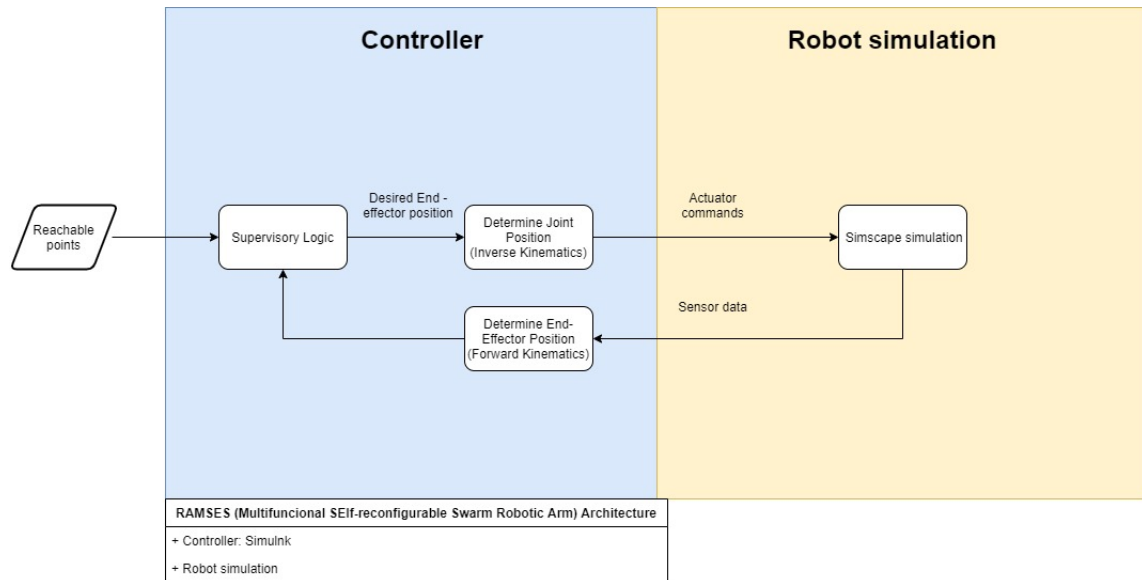 Controller
Robot simulation
Desired End -
effector position
Actuator
commands
Reachable
points
Supervisory Logic
Determine Joint
Position
(Inverse Kinematics)
Simscape simulation
Sensor data
Determine End-
Effector Position
(Forward Kinematics)
RAMSES (Multifuncional SElf-reconfigurable Swarm Robotic Arm) Architecture
+ Controller: Simulnk
+ Robot simulation